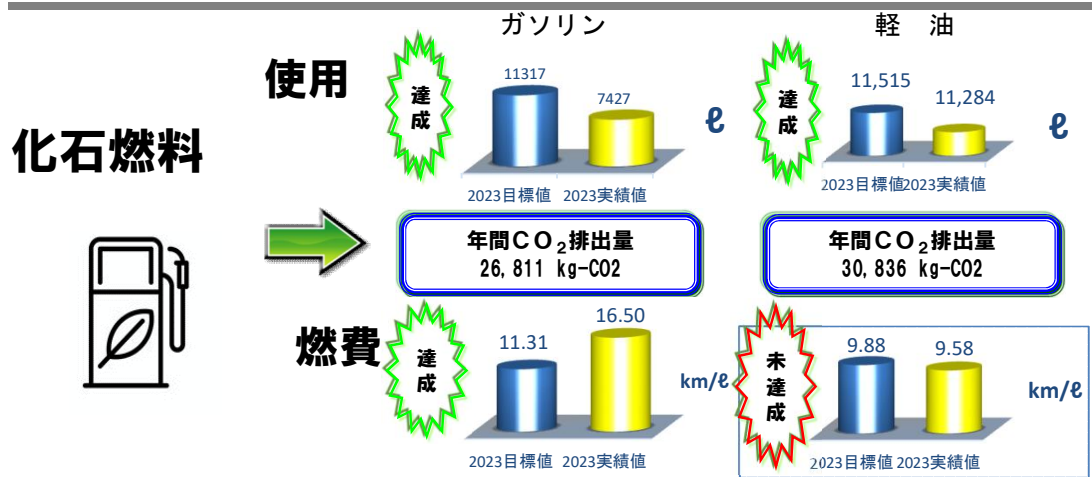 化石燃料
使用
ガソリン
達成
11317
7427
ℓ
2023目標値 2023実績値
軽 油
達成
11,515
11,284
ℓ
2023目標値2023実績値
年間CO₂排出量
26,811 kg-CO2
年間CO₂排出量
30,836 kg-CO2
燃費
達成
11.31
16.50
km/ℓ
2023目標値 2023実績値
未達成
9.88
9.58
km/ℓ
2023目標値 2023実績値